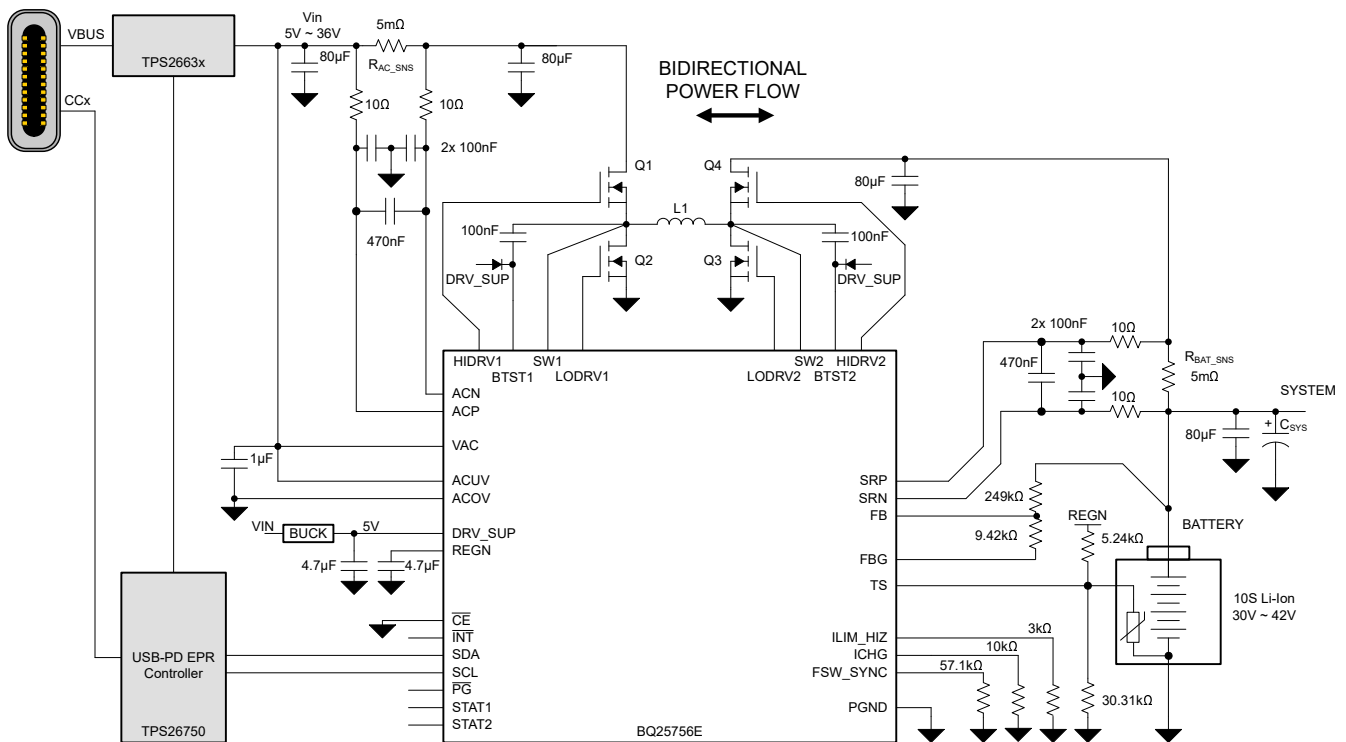 VBUS
TPS2663x
CCx
Vin
5V ~ 36V
80µF
5mΩ
RAC_SNS
80µF
10Ω
10Ω
2x 100nF
470nF
BIDIRECTIONAL
POWER FLOW
Q1
Q4
80µF
L1
100nF
100nF
DRV_SUP
Q2
Q3
DRV_SUP
HIDRV1
BTST1
SW1
LODRV1
LODRV2
SW2
BTST2
HIDRV2
2x 100nF
10Ω
470nF
RBAT_SNS
5mΩ
10Ω
SYSTEM
80µF
+
CSYS
ACN
ACP
VAC
1µF
ACUV
ACOV
VIN
BUCK
5V
DRV_SUP
REGN
4.7µF
4.7µF
CE
INT
SDA
SCL
PG
STAT1
STAT2
USB-PD EPR
Controller
TPS26750
BQ25756E
SRP
SRN
FB
FBG
TS
ILIM_HIZ
ICHG
FSW_SYNC
PGND
249kΩ
9.42kΩ
REGN
5.24kΩ
BATTERY
10S Li-Ion
30V ~ 42V
3kΩ
10kΩ
57.1kΩ
30.31kΩ